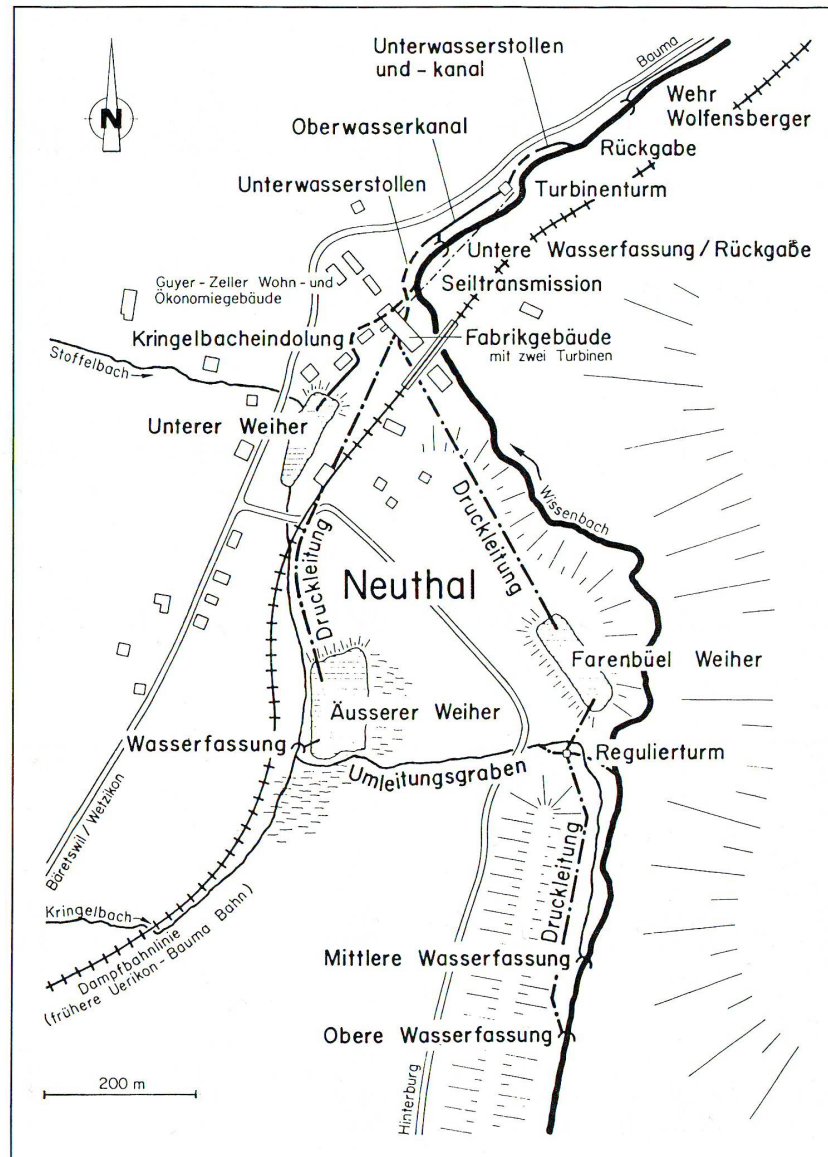 Unterwasserstollen
und - kanal
Bauma
N
Wehr
Wolfensberger
Oberwasserkanal
Rückgabe
Unterwasserstollen
Turbinenturm
Untere Wasserfassung / Rückgabe
Guyer - Zeller Wohn - und
Ökonomiegebäude
Seiltransmission
Kringelbacheindolung
Fabrikgebäude
mit zwei Turbinen
Stoffelbach
Unterer Weiher
Wissenbach
Druckleitung
Druckleitung
Neuthal
Farenbüel Weiher
Äusserer Weiher
Wasserfassung
Regulierturm
Umleitungsgraben
Bäretswil / Wetzikon
Druckleitung
Kringelbach
Dampfbahnlinie
(frühere Uerikon - Bauma Bahn)
Mittlere Wasserfassung
Obere Wasserfassung
200 m
Hinterburg